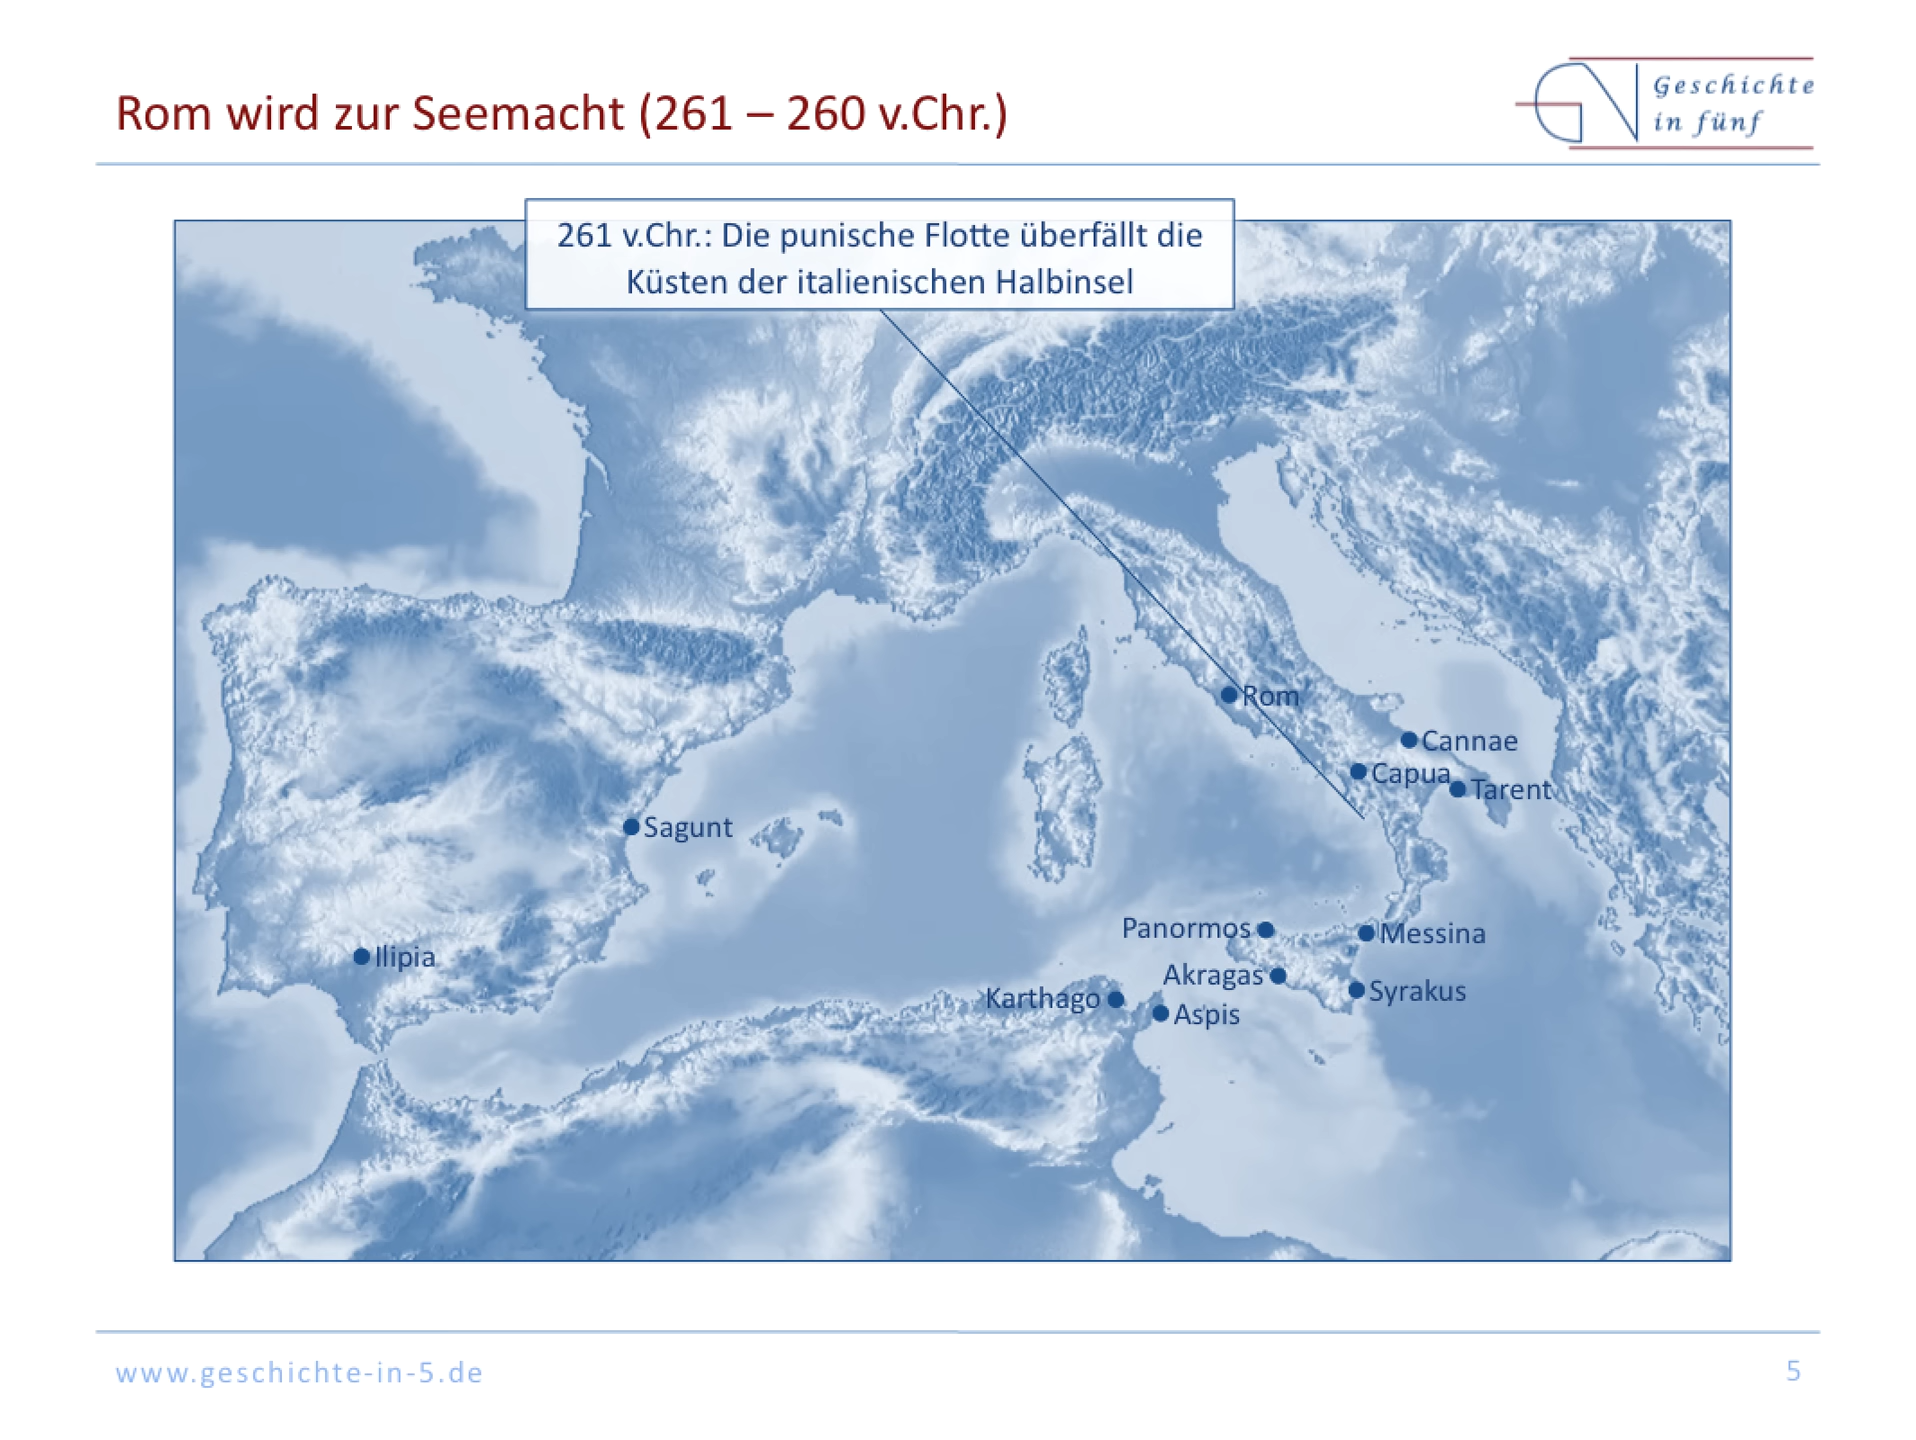 Rom wird zur Seemacht (261 – 260 v.Chr.)
Geschichte
in fünf
261 v.Chr.: Die punische Flotte überfällt die
Küsten der italienischen Halbinsel
Rom
Cannae
Capua
Tarent
Sagunt
Panormos
Messina
Ilipia
Akragas
Syrakus
Karthago
Aspis
www.geschichte-in-5.de
5